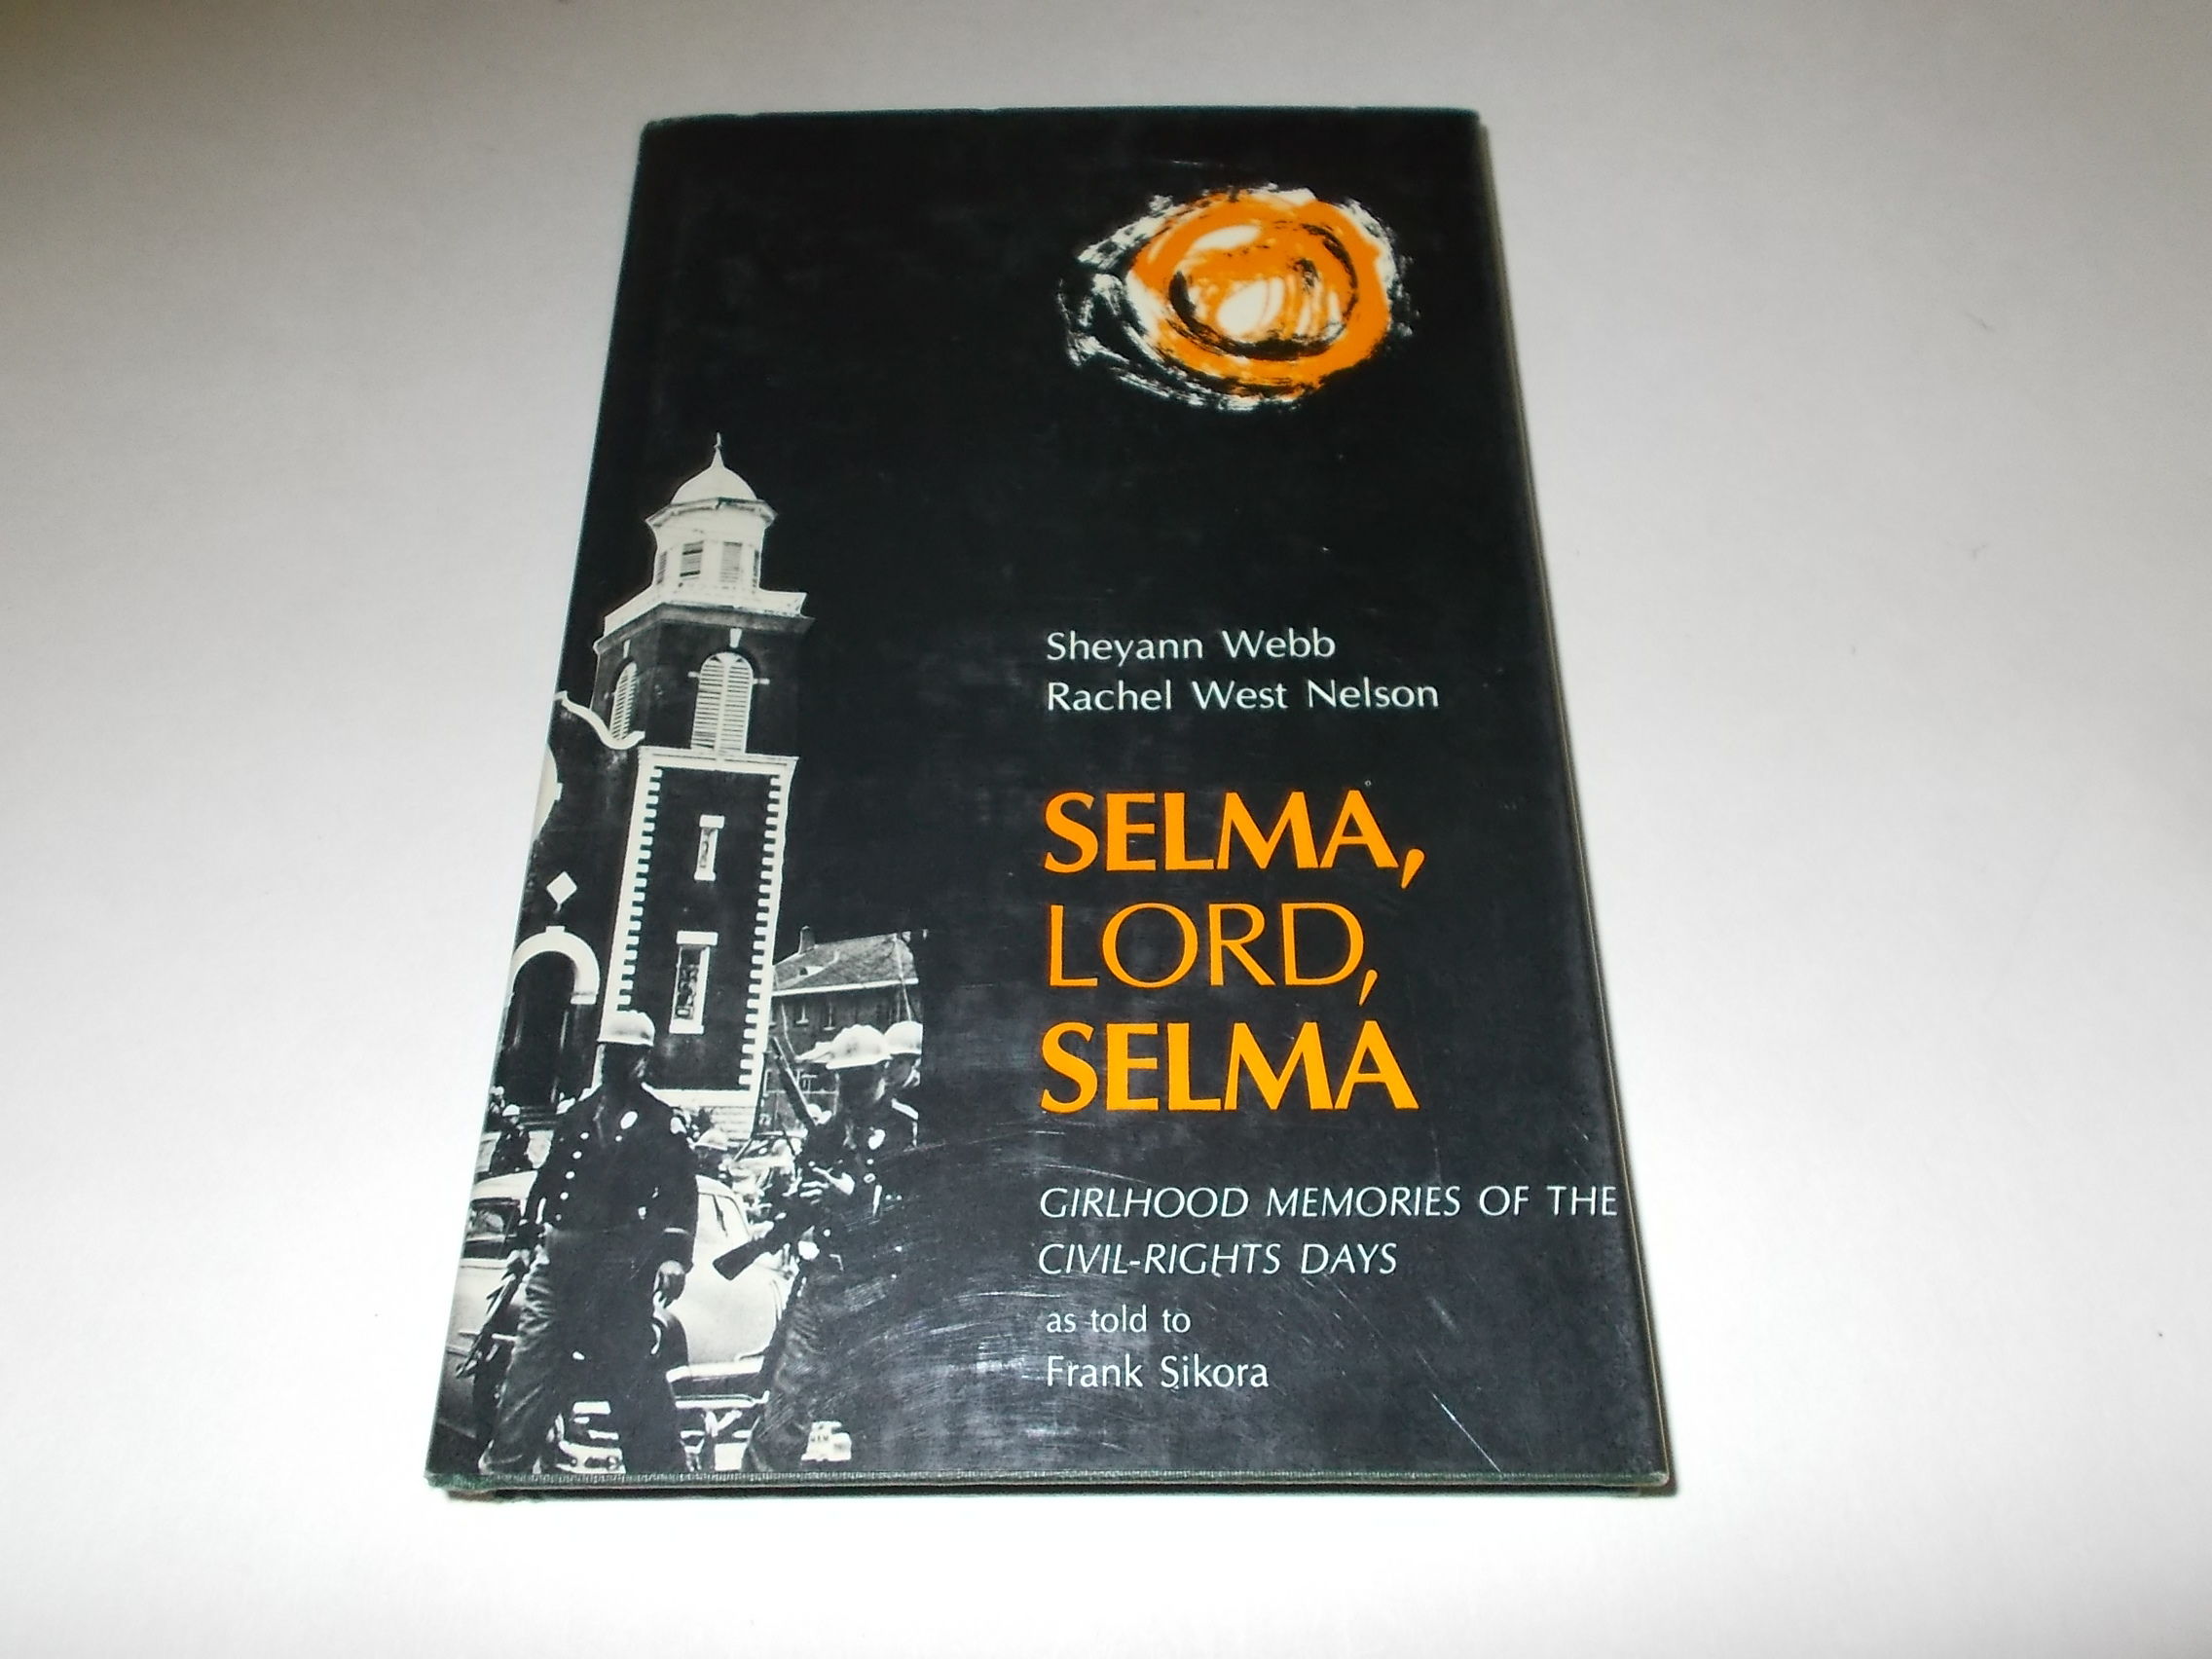 Sheyann Webb
Rachel West Nelson
SELMA,
LORD,
SELMA
GIRLHOOD MEMORIES OF THE
CIVIL-RIGHTS DAYS
as told to
Frank Sikora